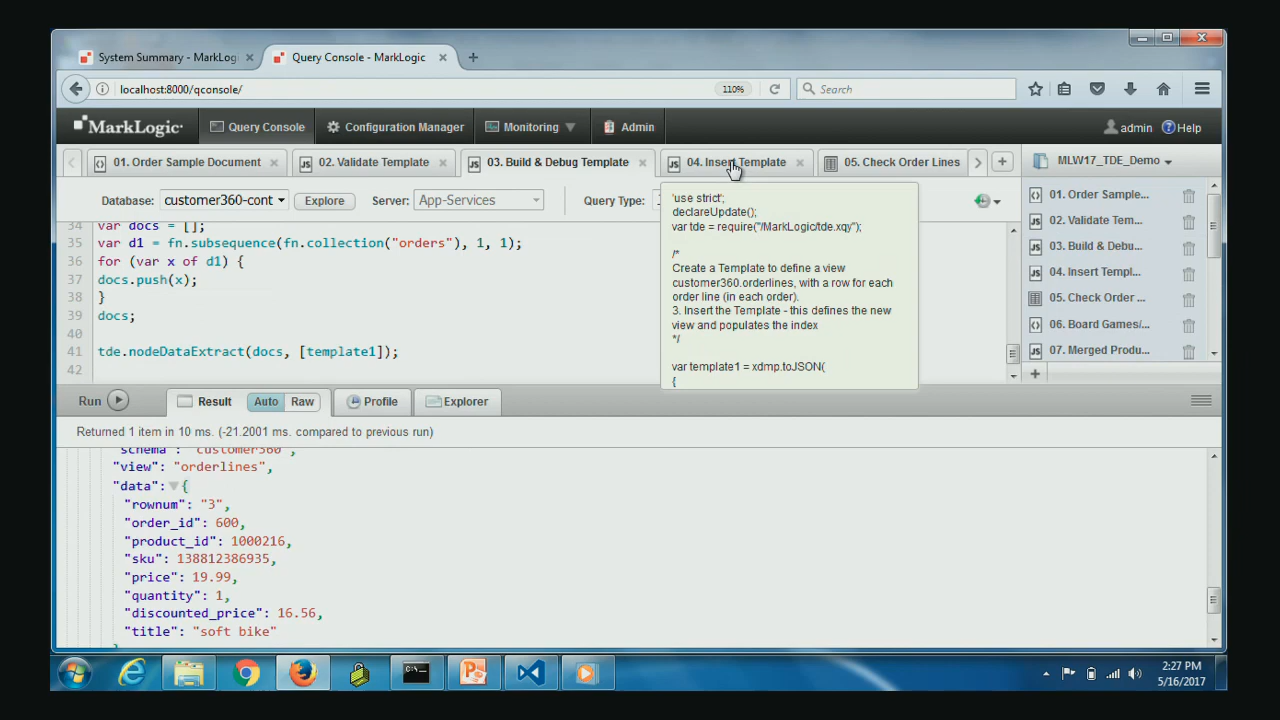 System Summary - MarkLog
Query Console - MarkLogic
localhost:8000/qconsole/
110%
Search
MarkLogic
Query Console
Configuration Manager
Monitoring
Admin
admin
Help
01. Order Sample Document
02. Validate Template
03. Build & Debug Template
04. Insert Template
05. Check Order Lines
MLW17_TDE_Demo
Database:
customer360-cont
Explore
Server:
App-Services
Query Type:
34 var docs = [];
35 var d1 = fn.subsequence(fn.collection("orders"), 1, 1);
36 for (var x of d1) {
37 docs.push(x);
38 }
39 docs;
40
41 tde.nodeDataExtract(docs, [template1]);
42
'use strict';
declareUpdate();
var tde = require("/MarkLogic/tde.xqy");
/*
Create a Template to define a view
customer360.orderlines, with a row for each
order line (in each order).
3. Insert the Template - this defines the new
view and populates the index
*/
var template1 = xdmp.toJSON(
{
01. Order Sample...
02. Validate Tem...
03. Build & Debu...
04. Insert Templ...
05. Check Order ...
06. Board Games/...
07. Merged Produ...
Run
Result
Auto
Raw
Profile
Explorer
Returned 1 item in 10 ms. (-21.2001 ms. compared to previous run)
"schema": "customer360",
"view": "orderlines",
"data": {
"rownum": "3",
"order_id": 600,
"product_id": 1000216,
"sku": 138812386935,
"price": 19.99,
"quantity": 1,
"discounted_price": 16.56,
"title": "soft bike"
}
2:27 PM
5/16/2017